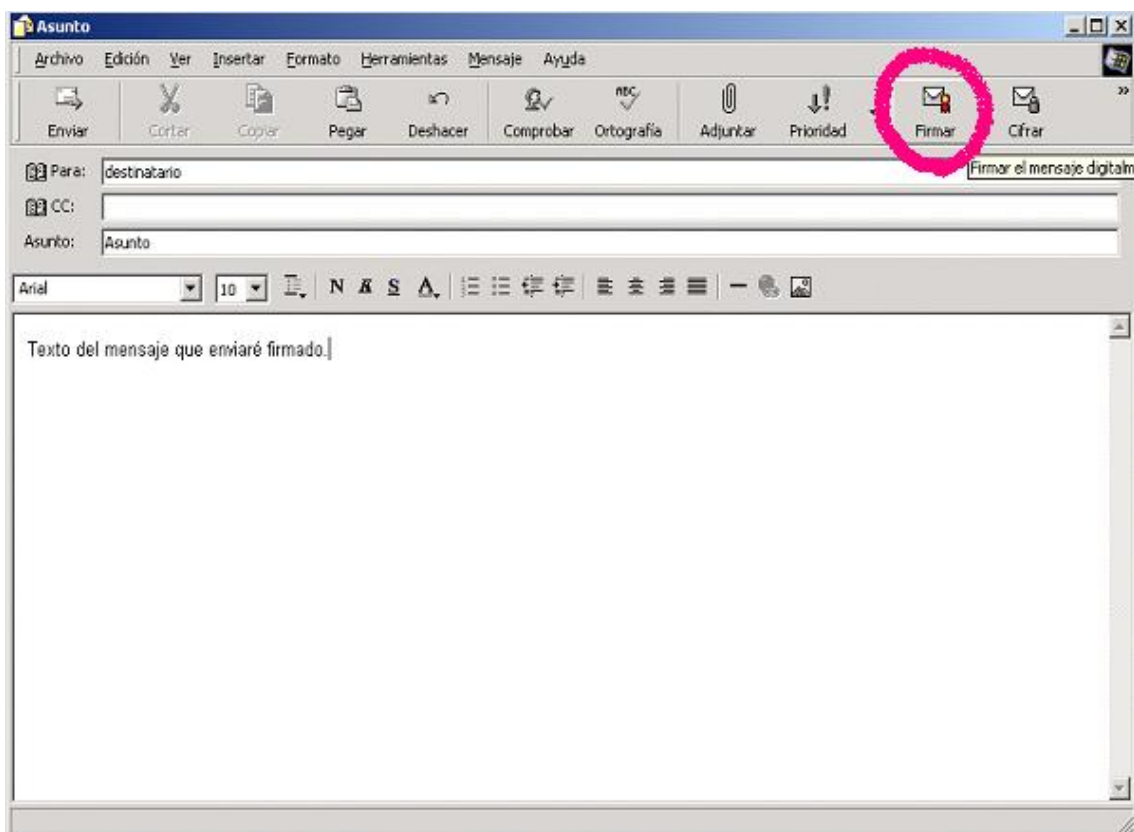 Asunto
Archivo Edición Ver Insertar Formato Herramientas Mensaje Ayuda
Enviar Cortar Copiar Pegar Deshacer Comprobar Ortografía Adjuntar Prioridad Firmar Cifrar
Para: destinatario
Firmar el mensaje digitalm
CC:
Asunto: Asunto
Arial 10 N K S A
Texto del mensaje que enviaré firmado.